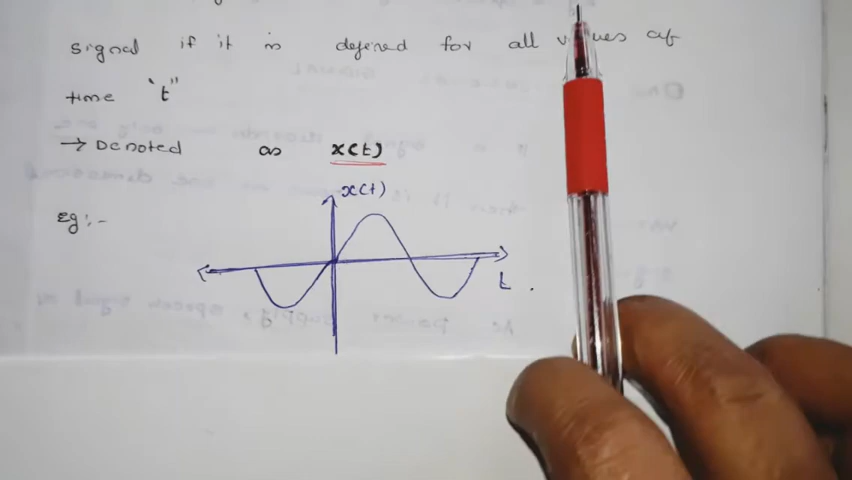 signal if it is defined for all values of
time "t"
→ Denoted as x(t)
x(t)
Eg:-
t.